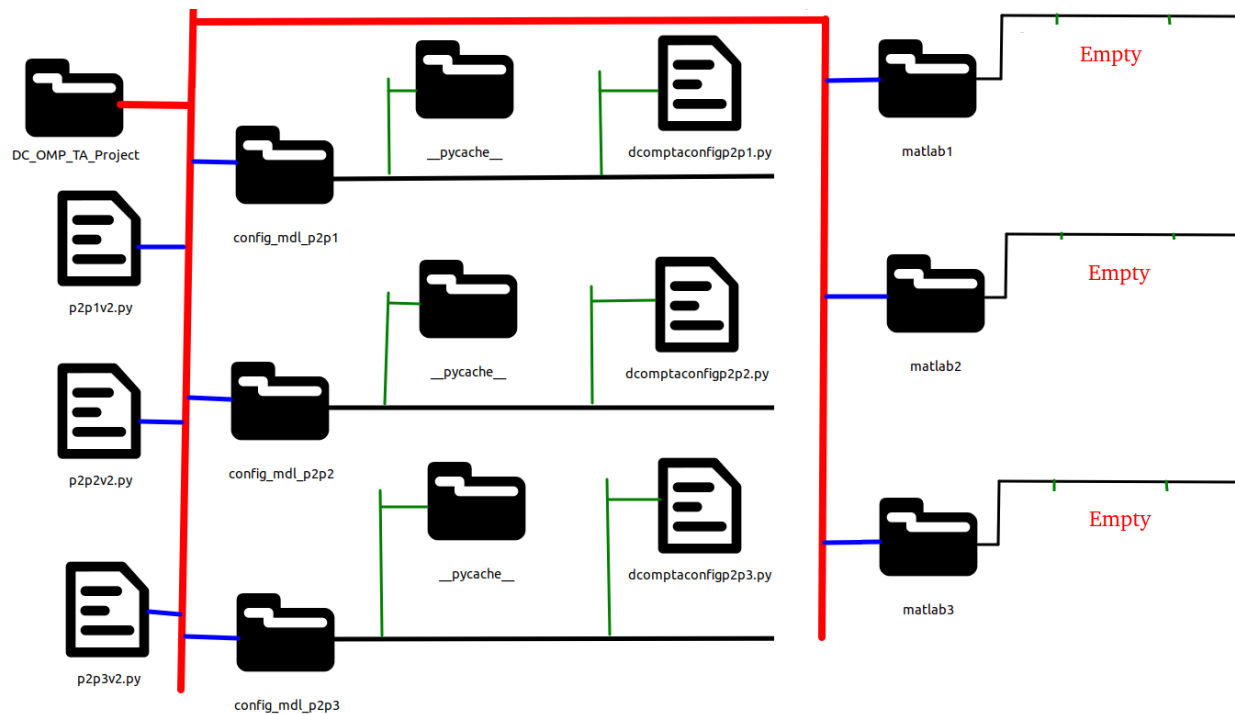 Empty
DC_OMP_TA_Project
__pycache__
dcomptaconfigp2p1.py
matlab1
config_mdl_p2p1
p2p1v2.py
Empty
__pycache__
dcomptaconfigp2p2.py
matlab2
p2p2v2.py
config_mdl_p2p2
Empty
__pycache__
dcomptaconfigp2p3.py
matlab3
p2p3v2.py
config_mdl_p2p3